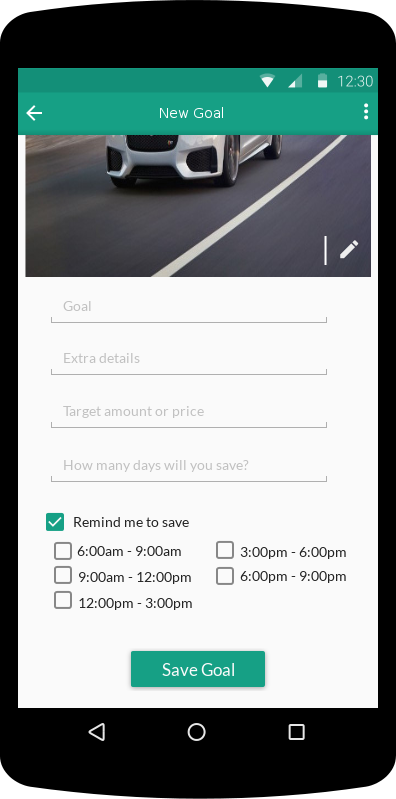 12:30
New Goal
Goal
Extra details
Target amount or price
How many days will you save?
Remind me to save
6:00am - 9:00am 3:00pm - 6:00pm
9:00am - 12:00pm 6:00pm - 9:00pm
12:00pm - 3:00pm
Save Goal